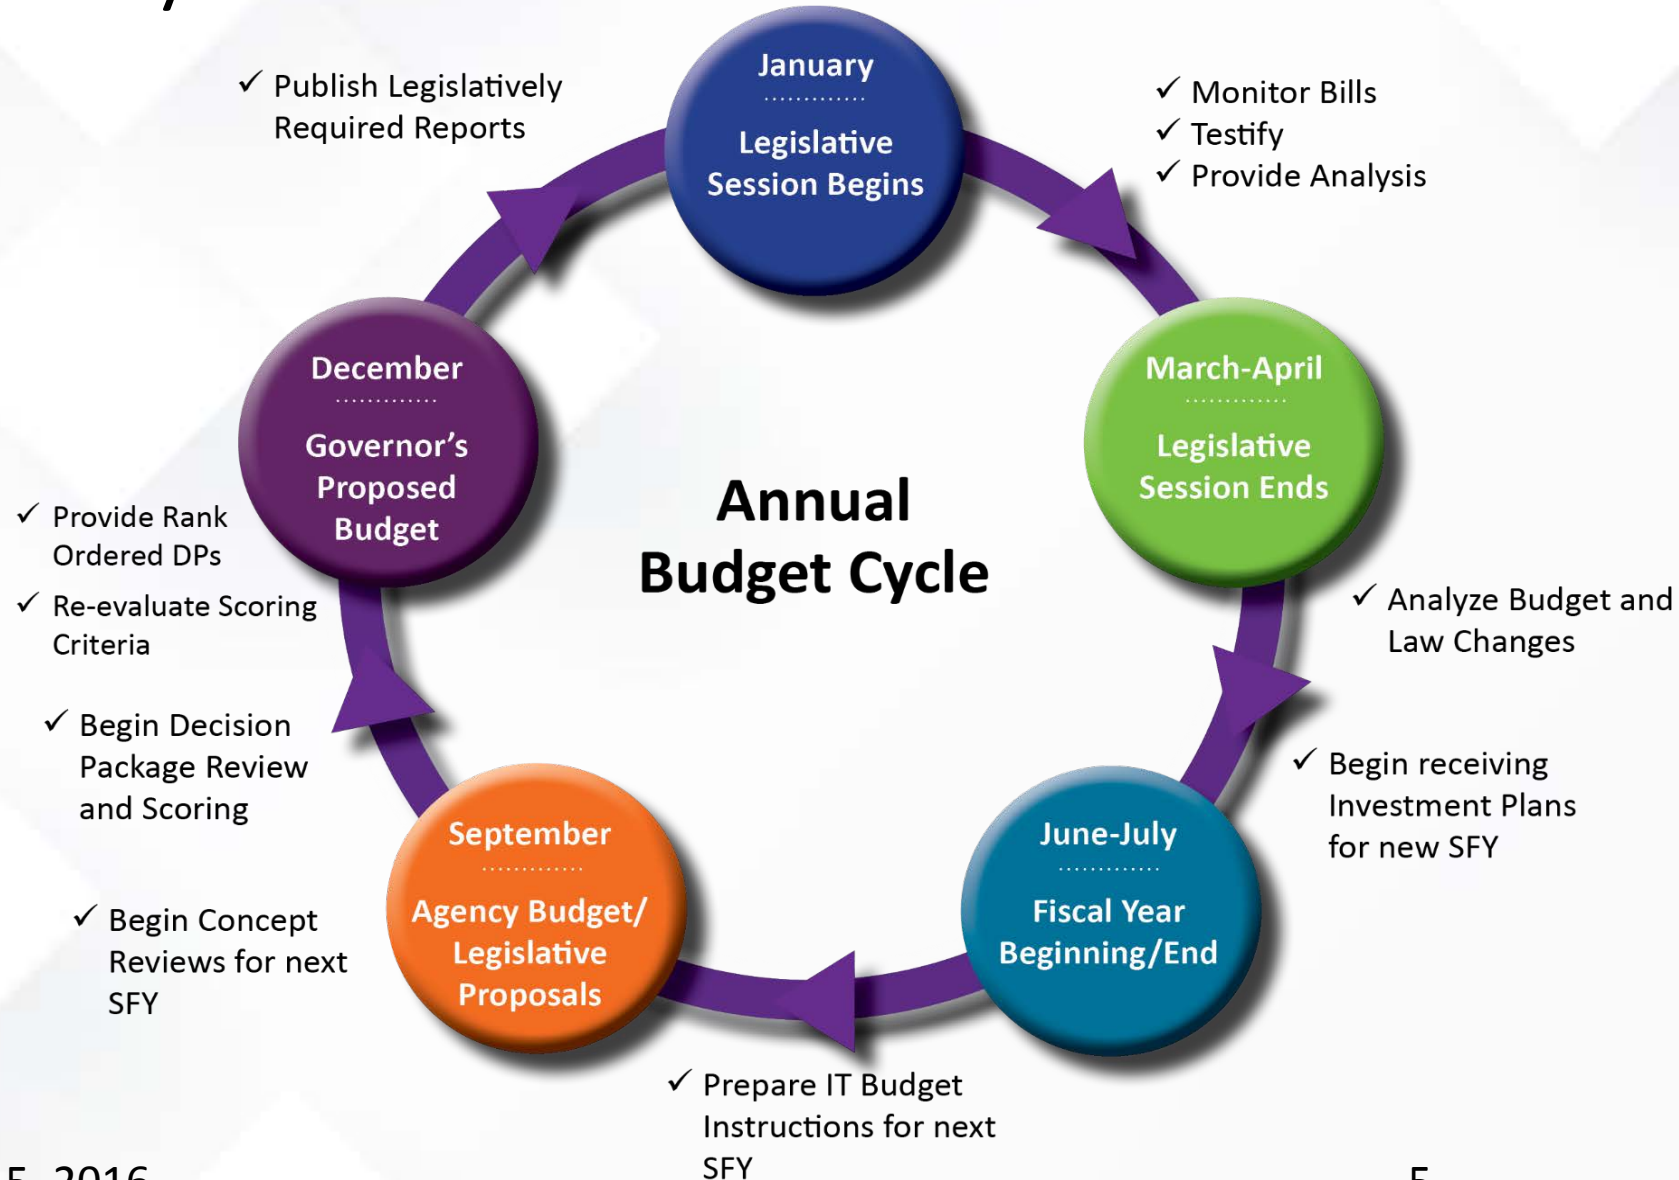 ✓ Publish Legislatively
Required Reports
January
Legislative
Session Begins
✓ Monitor Bills
✓ Testify
✓ Provide Analysis
December
Governor's
Proposed
Budget
March-April
Legislative
Session Ends
Annual
Budget Cycle
✓ Provide Rank
Ordered DPs
✓ Re-evaluate Scoring
Criteria
✓ Analyze Budget and
Law Changes
✓ Begin Decision
Package Review
and Scoring
✓ Begin receiving
Investment Plans
for new SFY
September
Agency Budget/
Legislative
Proposals
June-July
Fiscal Year
Beginning/End
✓ Begin Concept
Reviews for next
SFY
✓ Prepare IT Budget
Instructions for next
SFY
5, 2016
5